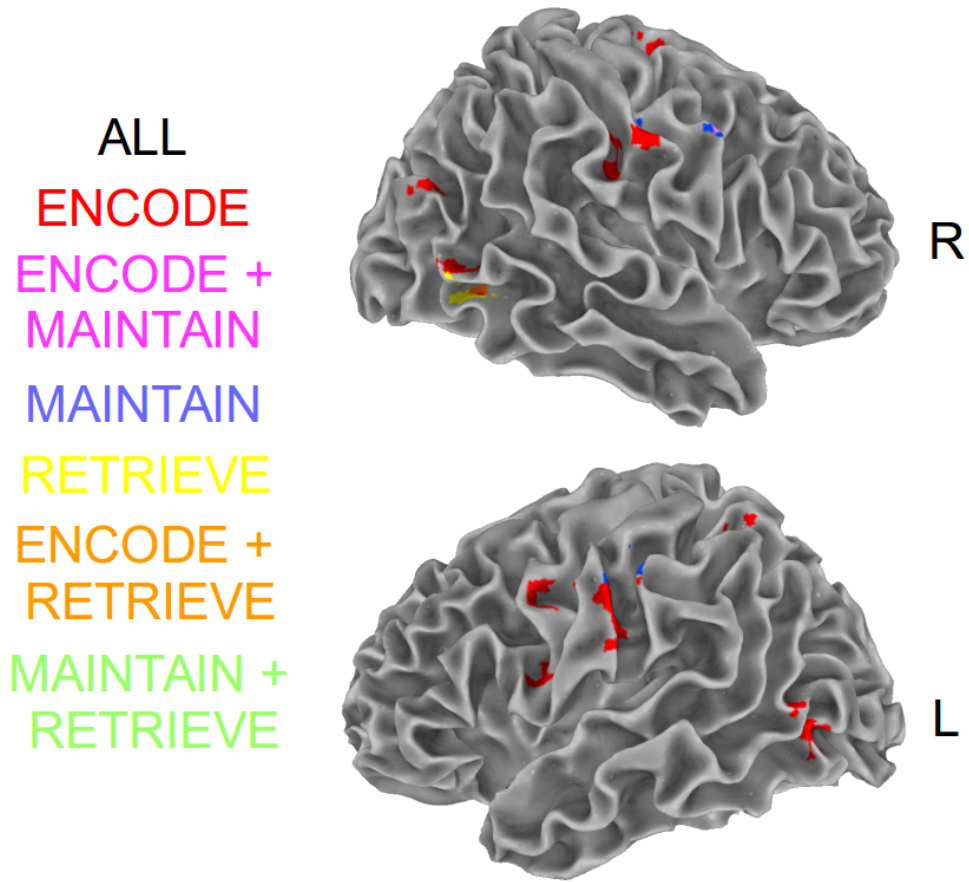 ALL
ENCODE
ENCODE +
MAINTAIN
MAINTAIN
RETRIEVE
ENCODE +
RETRIEVE
MAINTAIN +
RETRIEVE
R
L